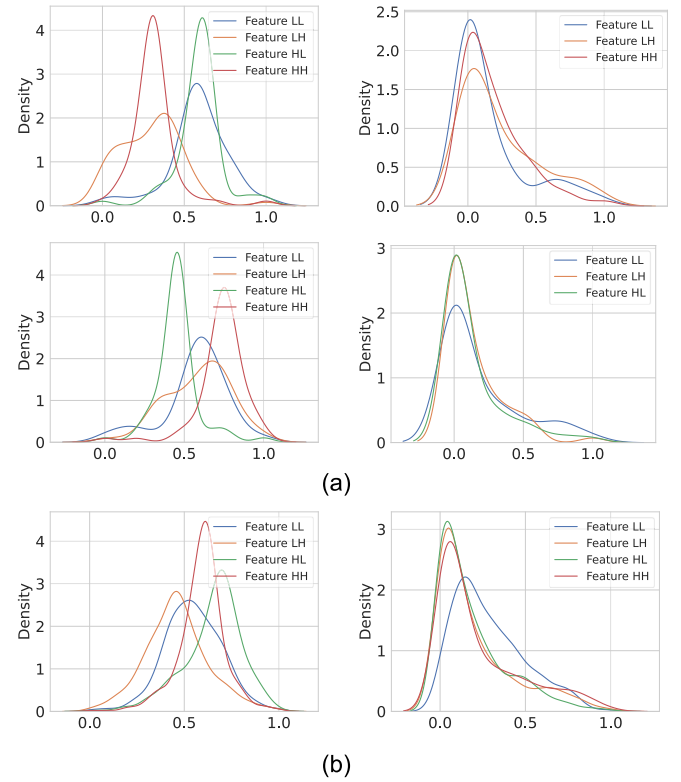 Density
4
3
2
1
0
0.0 0.5 1.0
Feature LL
Feature LH
Feature HL
Feature HH
Density
2.5
2.0
1.5
1.0
0.5
0.0
0.0 0.5 1.0
Feature LL
Feature LH
Feature HH
Density
4
3
2
1
0
0.0 0.5 1.0
Feature LL
Feature LH
Feature HL
Feature HH
Density
3
2
1
0
0.0 0.5 1.0
Feature LL
Feature LH
Feature HL
(a)
Density
4
3
2
1
0
0.0 0.5 1.0
Feature LL
Feature LH
Feature HL
Feature HH
Density
3
2
1
0
0.0 0.5 1.0
Feature LL
Feature LH
Feature HL
Feature HH
(b)